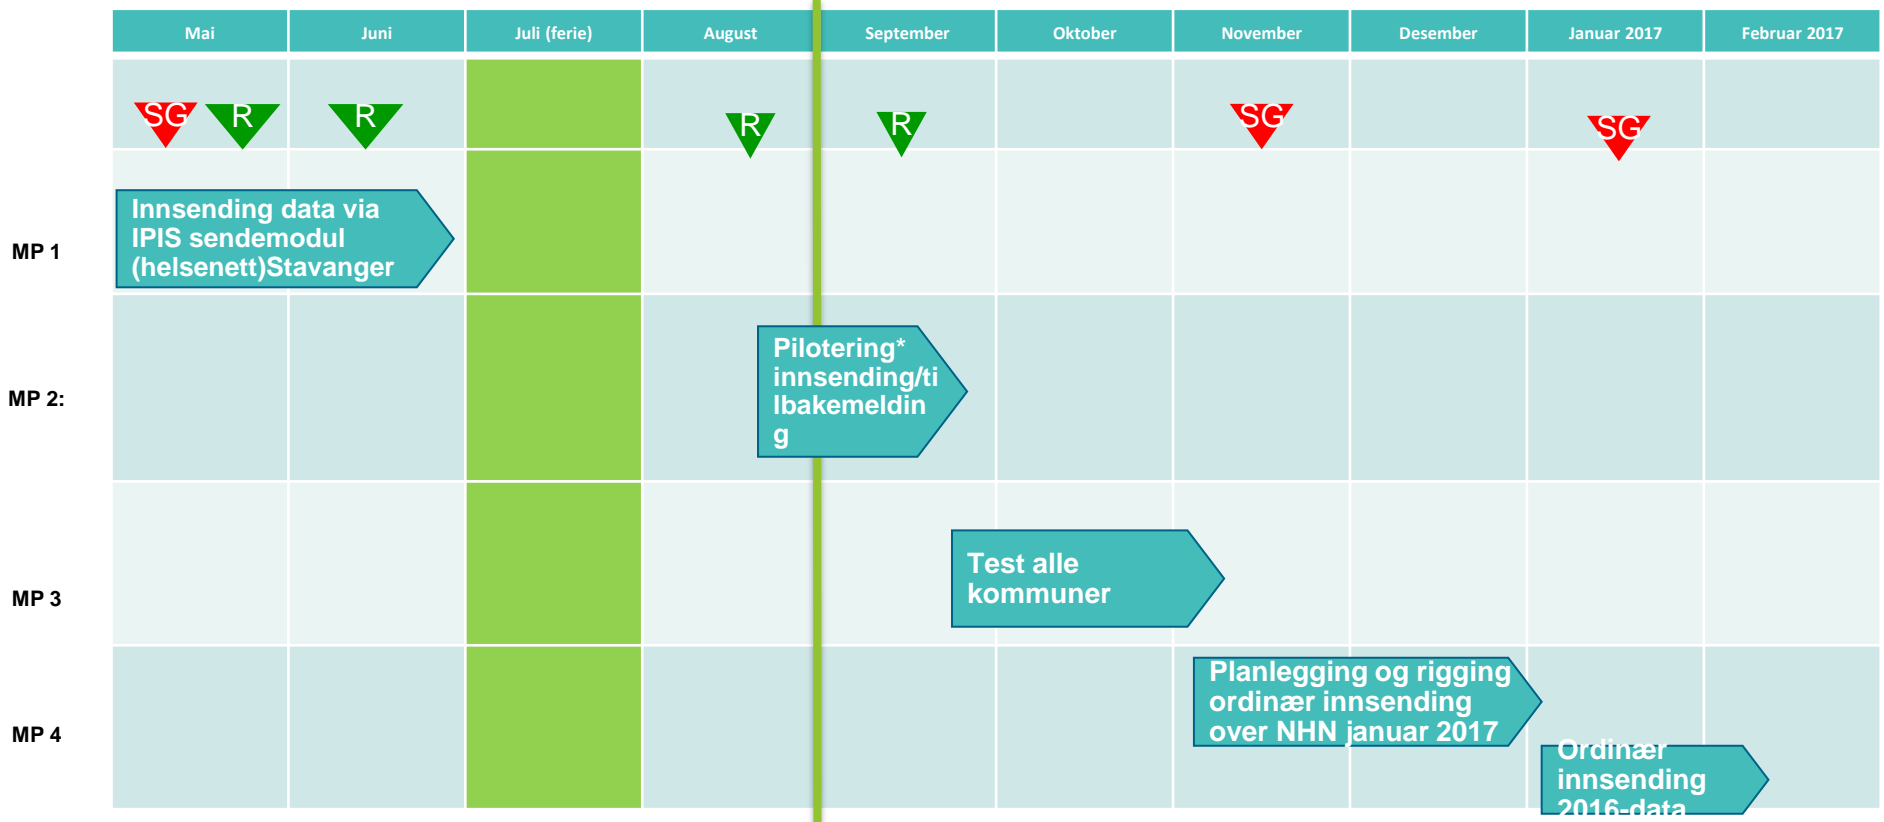 Mai Juni Juli (ferie) August September Oktober November Desember Januar 2017 Februar 2017
SG R R R R SG SG
MP 1
Innsending data via
IPIS sendemodul
(helsenett)Stavanger
MP 2:
Pilotering*
innsending/ti
lbakemeldin
g
MP 3
Test alle
kommuner
MP 4
Planlegging og rigging
ordinær innsending
over NHN januar 2017
Ordinær
innsending
2016-data